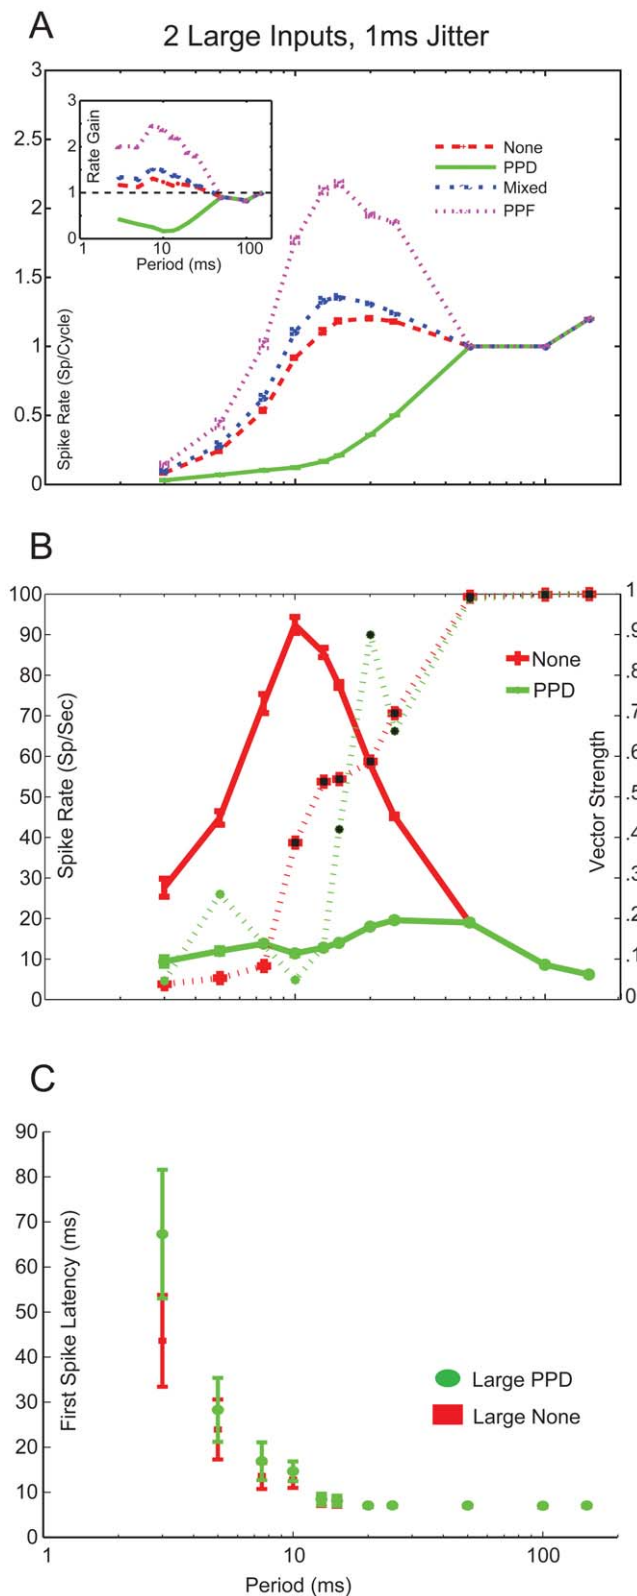 A
2 Large Inputs, 1ms Jitter
3
2.5
2
1.5
1
0.5
0
Spike Rate (Sp/Cycle)
3
2
1
0
Rate Gain
1
10
100
Period (ms)
None
PPD
Mixed
PPF
B
100
90
80
70
60
50
40
30
20
10
0
Spike Rate (Sp/Sec)
None
PPD
1
.9
.8
.7
.6
.5
.4
.3
.2
.1
0
Vector Strength
C
90
80
70
60
50
40
30
20
10
0
First Spike Latency (ms)
Large PPD
Large None
1
10
100
Period (ms)